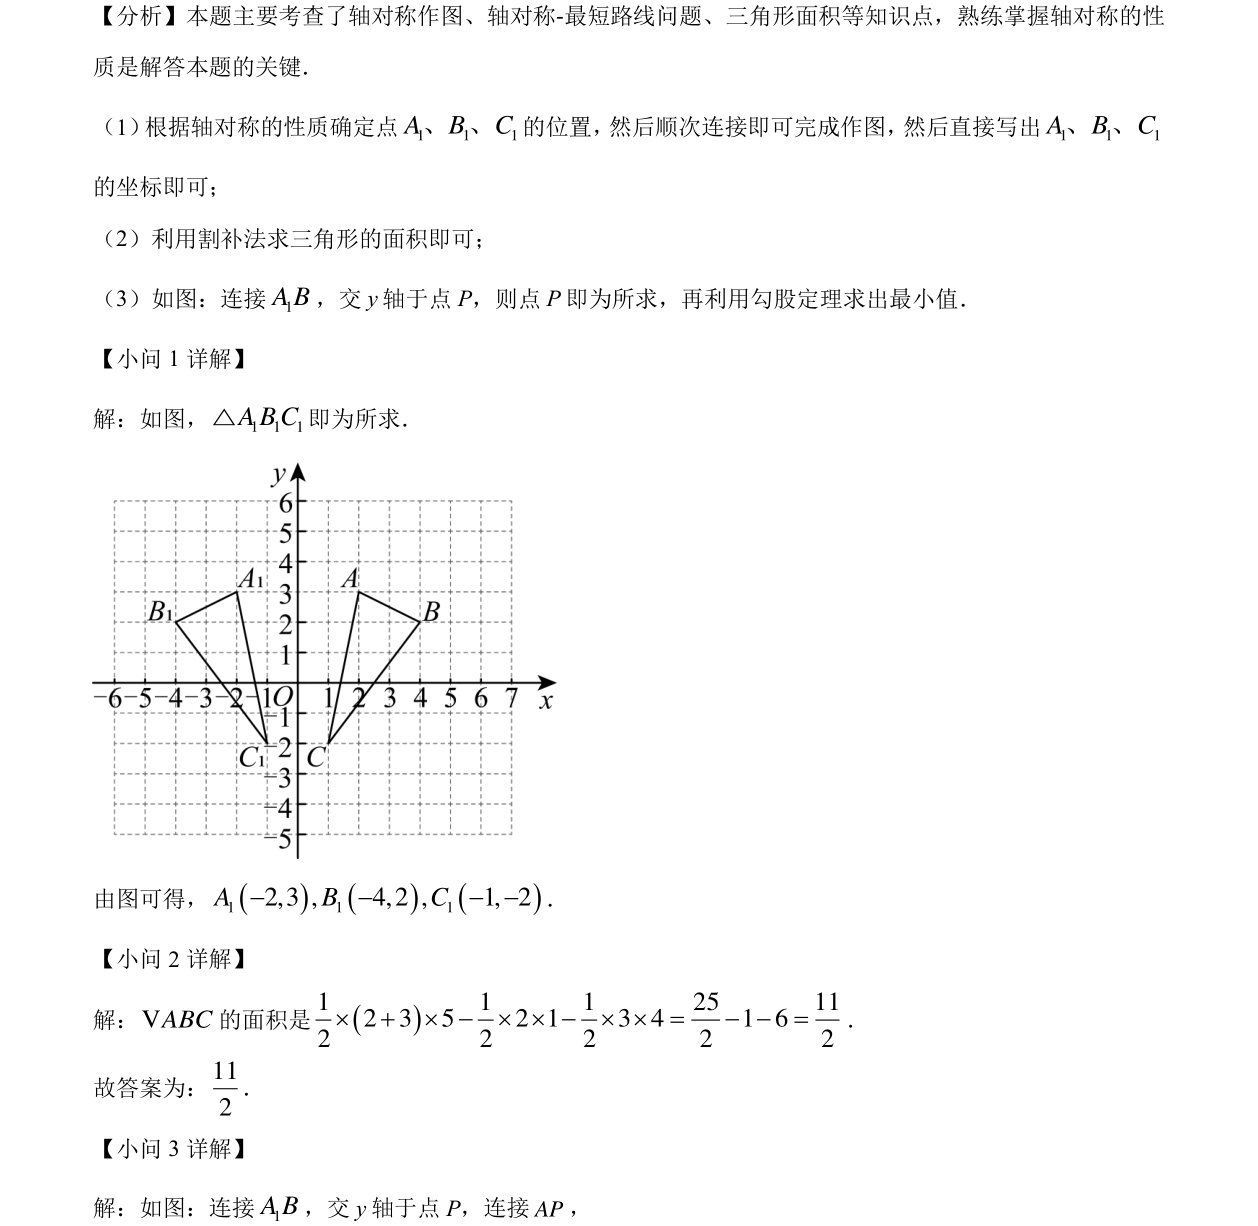 【分析】本题主要考查了轴对称作图、轴对称-最短路线问题、三角形面积等知识点，熟练掌握轴对称的性
质是解答本题的关键．
（1）根据轴对称的性质确定点 A₁、B₁、C₁ 的位置，然后顺次连接即可完成作图，然后直接写出 A₁、B₁、C₁
的坐标即可；
（2）利用割补法求三角形的面积即可；
（3）如图：连接 A₁B，交 y 轴于点 P，则点 P 即为所求，再利用勾股定理求出最小值．
【小问 1 详解】
解：如图，△A₁B₁C₁ 即为所求．
y
6
5
4
A₁ A
3
B₁ B
2
1
−6 −5 −4 −3 −2 −1 O 1 2 3 4 5 6 7 x
−1
−2
C₁ C
−3
−4
−5
由图可得，A₁(−2,3),B₁(−4,2),C₁(−1,−2)．
【小问 2 详解】
解：VABC 的面积是 1/2×(2+3)×5−1/2×2×1−1/2×3×4=25/2−1−6=11/2．
故答案为：11/2．
【小问 3 详解】
解：如图：连接 A₁B，交 y 轴于点 P，连接 AP，